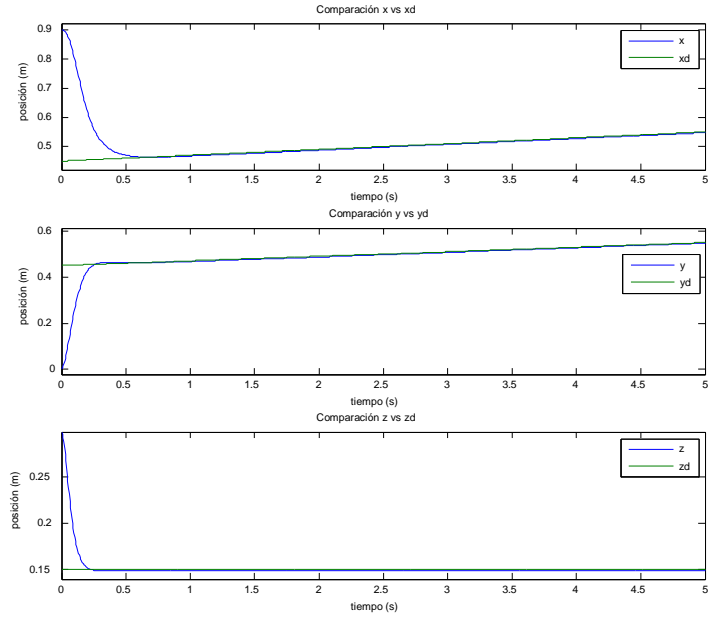 Comparación x vs xd
0.9
0.8
0.7
0.6
0.5
posición (m)
x
xd
0 0.5 1 1.5 2 2.5 3 3.5 4 4.5 5
tiempo (s)
Comparación y vs yd
0.6
0.4
0.2
0
posición (m)
y
yd
0 0.5 1 1.5 2 2.5 3 3.5 4 4.5 5
tiempo (s)
Comparación z vs zd
0.25
0.2
0.15
posición (m)
z
zd
0 0.5 1 1.5 2 2.5 3 3.5 4 4.5 5
tiempo (s)